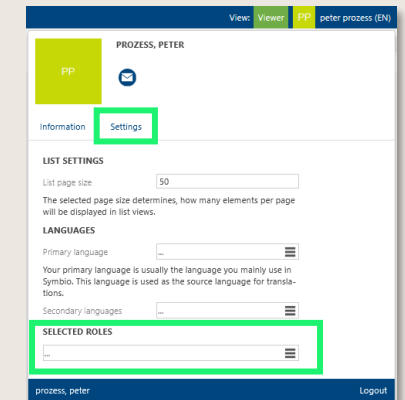 View: Viewer PP peter prozess (EN)
PROZESS, PETER
PP
Information Settings
LIST SETTINGS
List page size 50
The selected page size determines, how many elements per page
will be displayed in list views.
LANGUAGES
Primary language ...
Your primary language is usually the language you mainly use in
Symbio. This language is used as the source language for transla-
tions.
Secondary languages ...
SELECTED ROLES
...
prozess, peter Logout